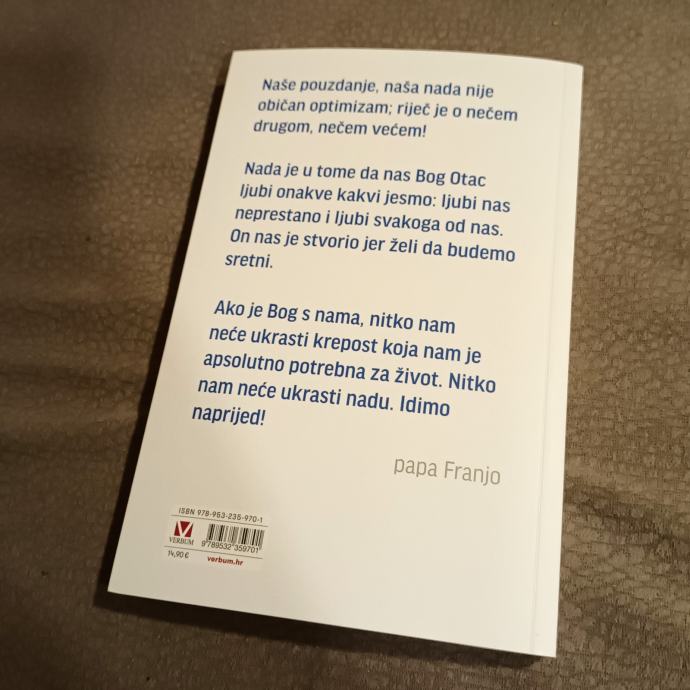 Naše pouzdanje, naša nada nije
običan optimizam; riječ je o nečem
drugom, nečem većem!
Nada je u tome da nas Bog Otac
ljubi onakve kakvi jesmo: ljubi nas
neprestano i ljubi svakoga od nas.
On nas je stvorio jer želi da budemo
sretni.
Ako je Bog s nama, nitko nam
neće ukrasti krepost koja nam je
apsolutno potrebna za život. Nitko
nam neće ukrasti nadu. Idimo
naprijed!
papa Franjo
ISBN 978-953-235-970-1
VERBUM
9 789532 359701
14,90 €
verbum.hr